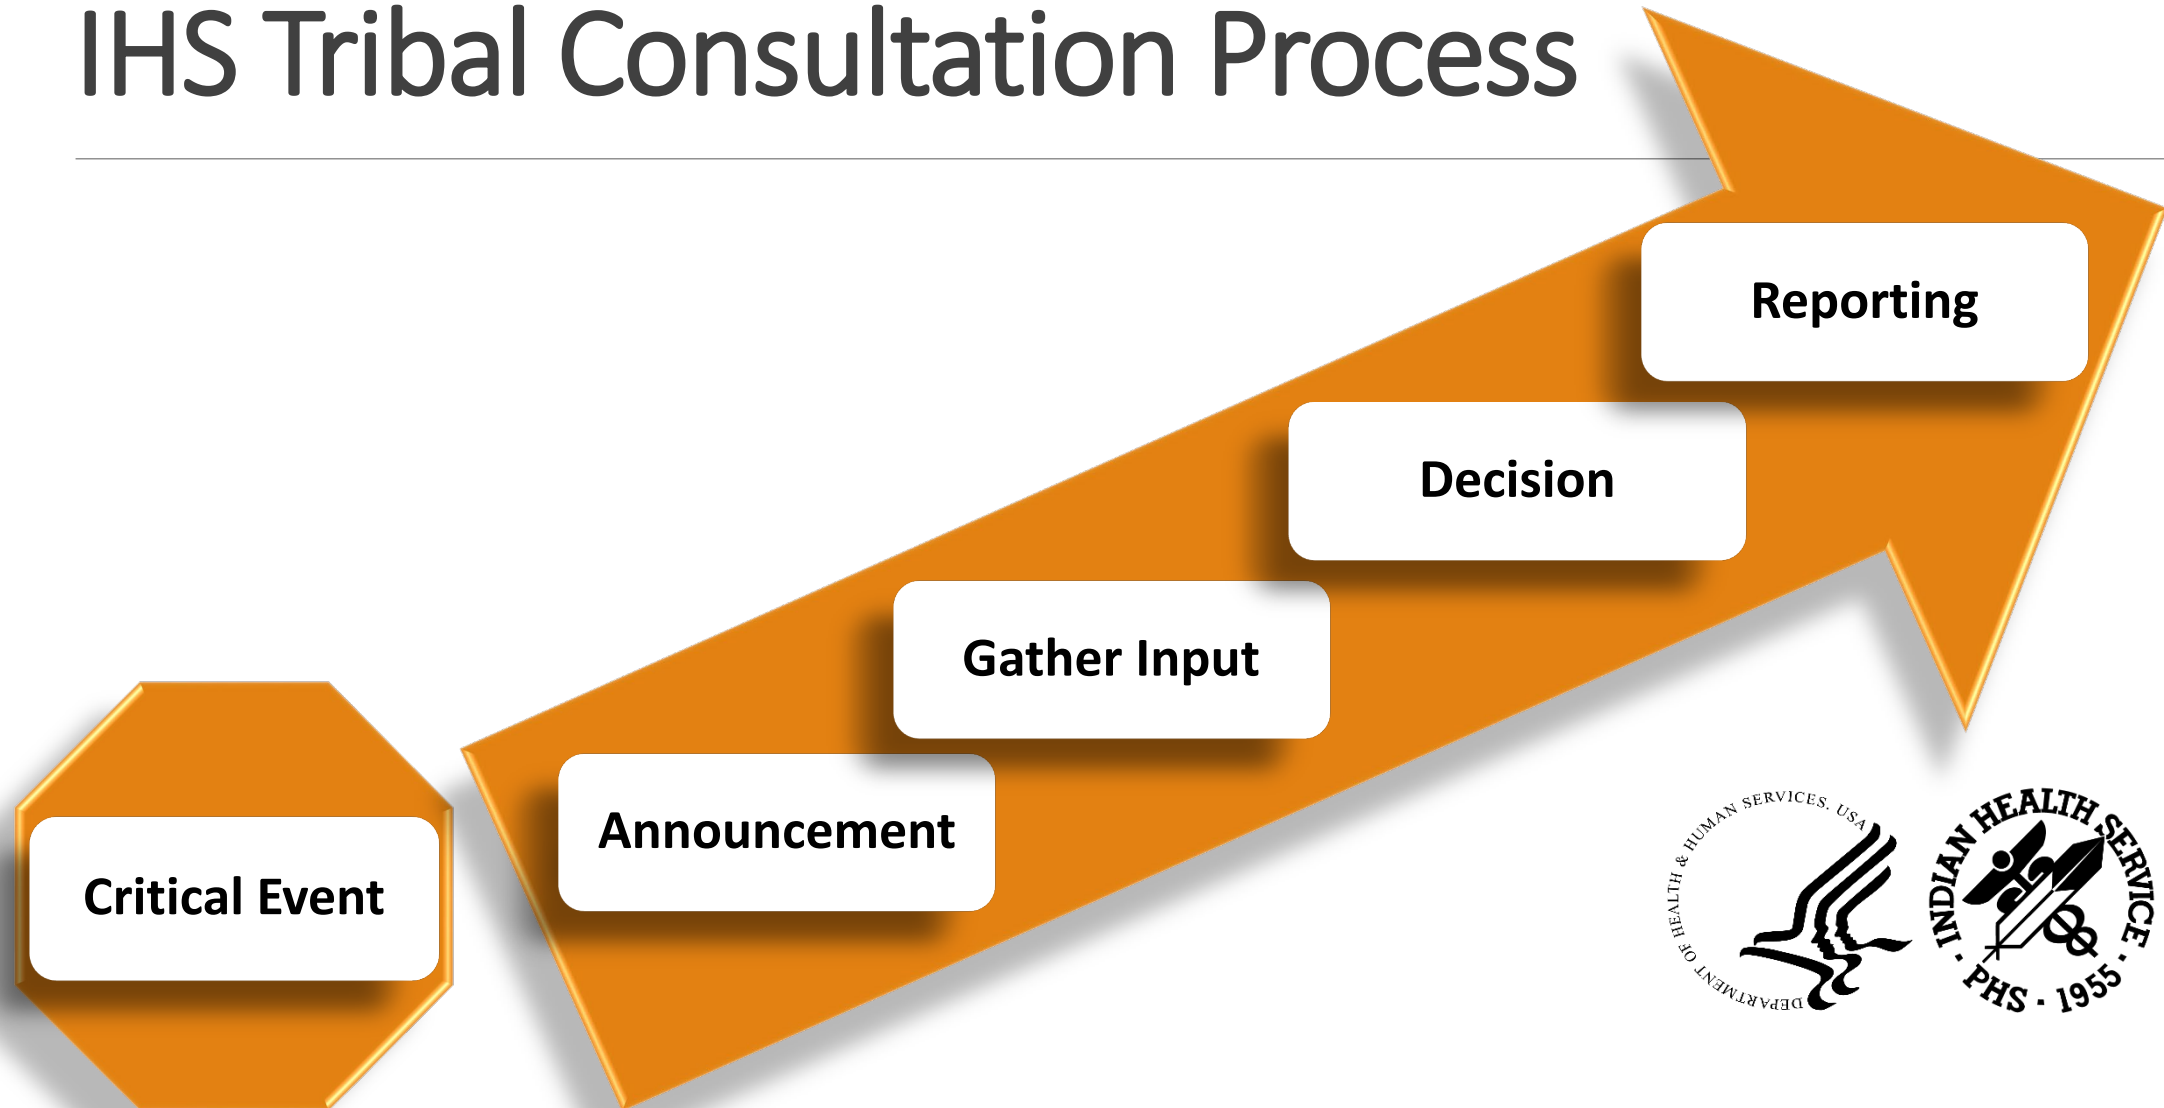 IHS Tribal Consultation Process
Reporting
Decision
Gather Input
Announcement
Critical Event
DEPARTMENT OF HEALTH & HUMAN SERVICES. USA
INDIAN HEALTH SERVICE
· PHS · 1955 ·